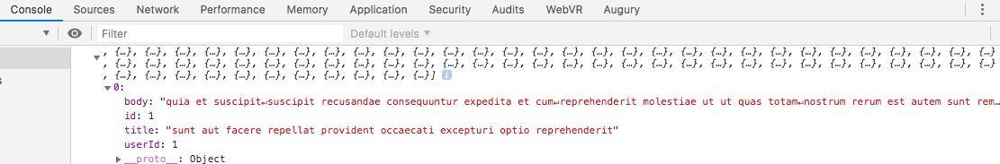 Console Sources Network Performance Memory Application Security Audits WebVR Augury
Filter Default levels ▼
, {…}, {…}, {…}, {…}, {…}, {…}, {…}, {…}, {…}, {…}, {…}, {…}, {…}, {…}, {…}, {…}, {…}, {…}, {…}, {…}, {…}, {…}, {…}, {…}, {…}, {…}, {…}, {…}, {…}, {…}
, {…}, {…}, {…}, {…}, {…}, {…}, {…}, {…}, {…}, {…}, {…}, {…}, {…}, {…}, {…}, {…}, {…}, {…}, {…}, {…}, {…}, {…}, {…}, {…}, {…}, {…}, {…}, {…}, {…}, {…}
, {…}, {…}, {…}, {…}, {…}, {…}, {…}, {…}, {…}, {…}, {…}] i
▼0:
body: "quia et suscipit↵suscipit recusandae consequuntur expedita et cum↵reprehenderit molestiae ut ut quas totam↵nostrum rerum est autem sunt rem…
id: 1
title: "sunt aut facere repellat provident occaecati excepturi optio reprehenderit"
userId: 1
▶__proto__: Object